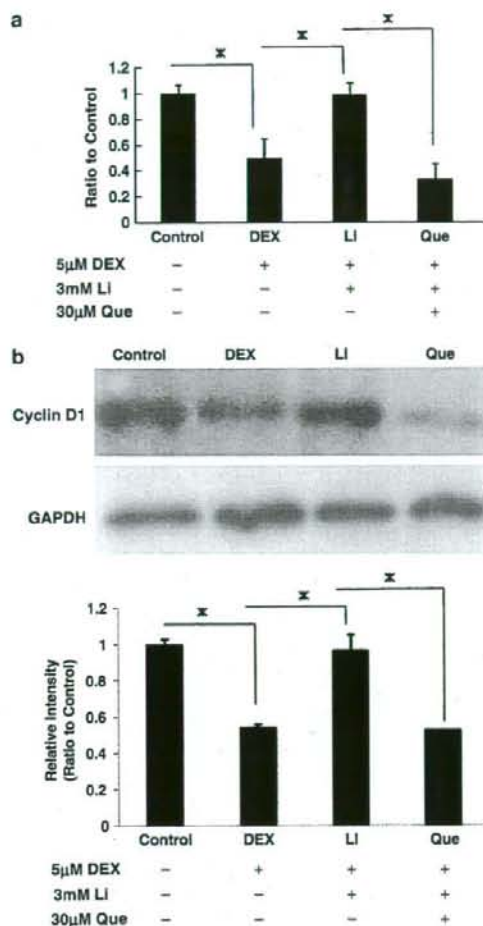 a
* * *
Ratio to Control
1.2
1
0.8
0.6
0.4
0.2
0
Control DEX Li Que
5μM DEX − + + +
3mM Li − − + +
30μM Que − − − +
b
Control DEX Li Que
Cyclin D1
GAPDH
* * *
Relative Intensity
(Ratio to Control)
1.2
1
0.8
0.6
0.4
0.2
0
Control DEX Li Que
5μM DEX − + + +
3mM Li − − + +
30μM Que − − − +